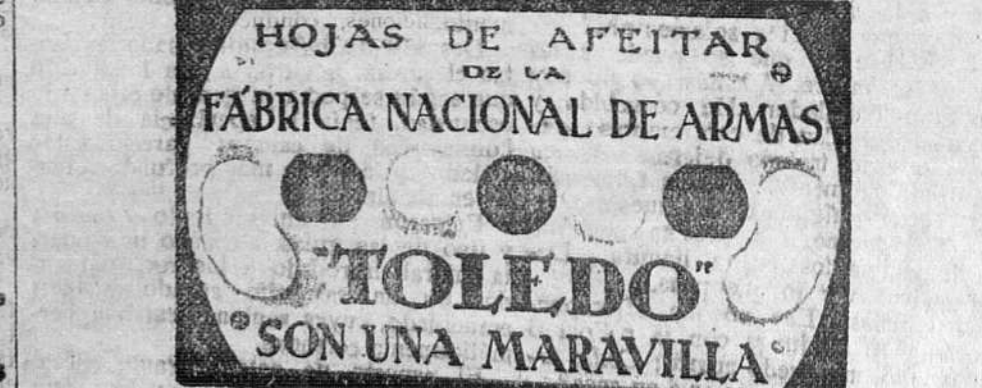 HOJAS DE AFEITAR
DE LA
FÁBRICA NACIONAL DE ARMAS
"TOLEDO"
SON UNA MARAVILLA